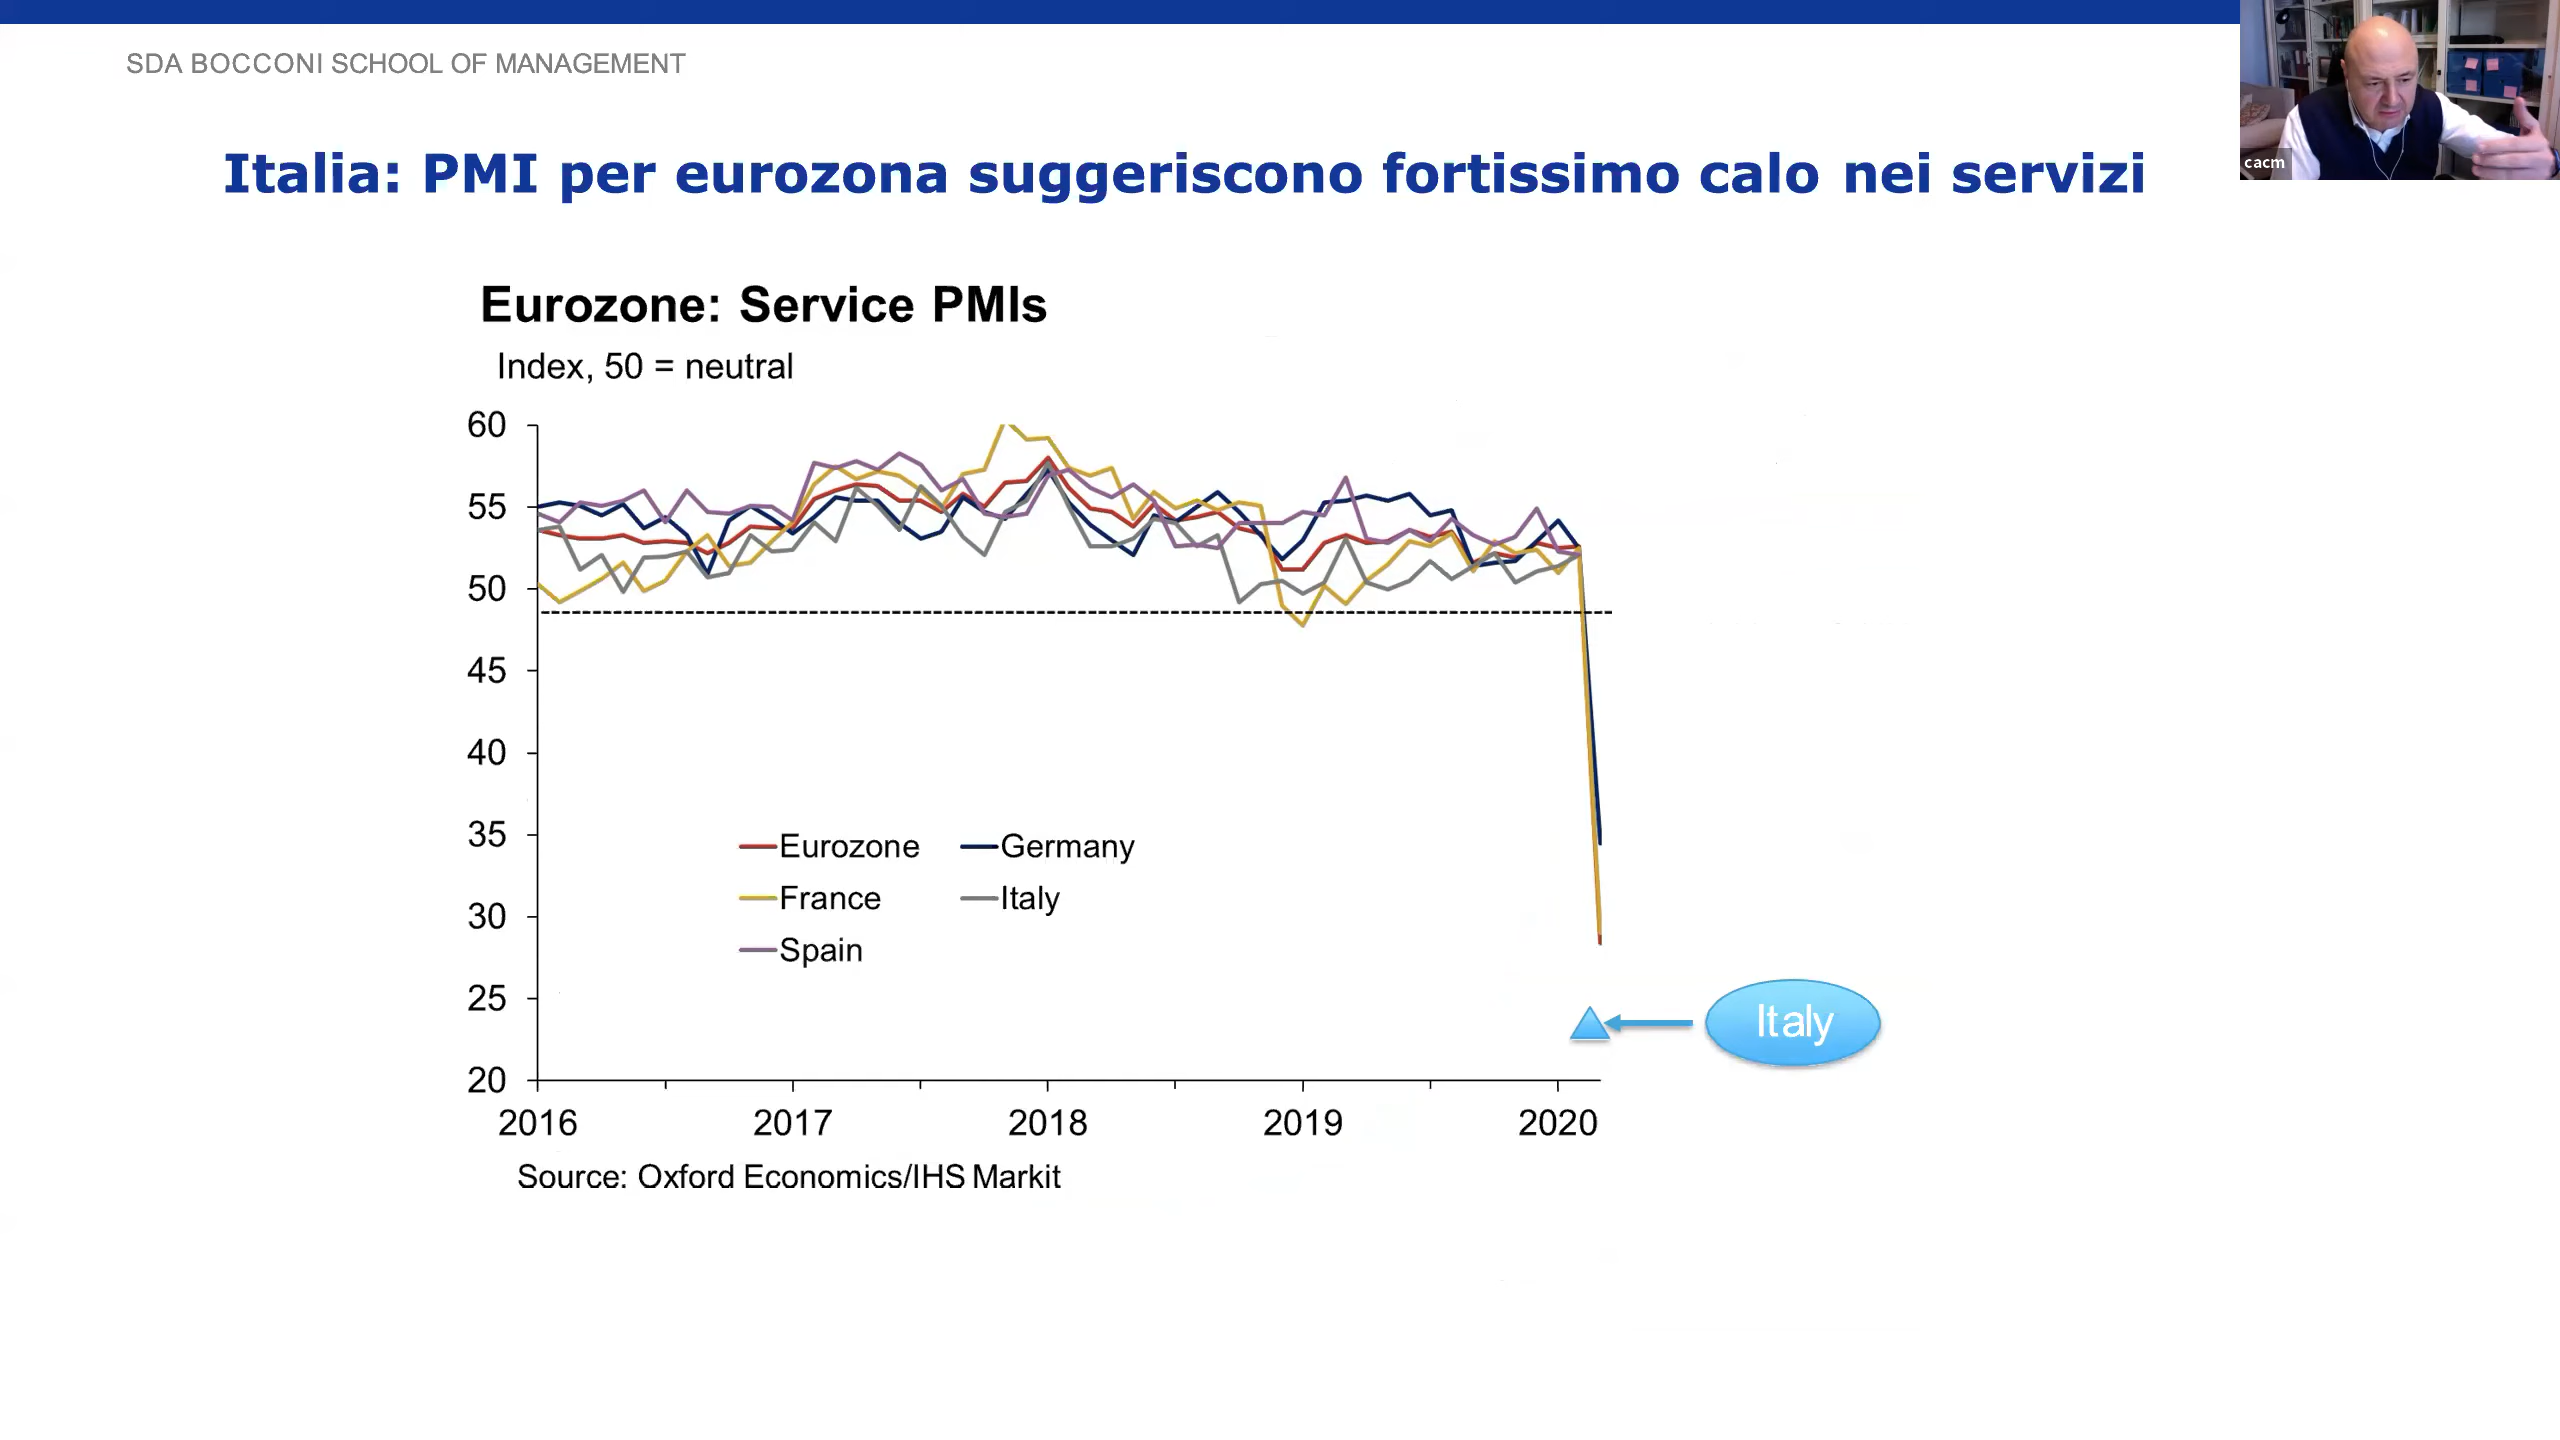 SDA BOCCONI SCHOOL OF MANAGEMENT
cacm
Italia: PMI per eurozona suggeriscono fortissimo calo nei servizi
Eurozone: Service PMIs
Index, 50 = neutral
60
55
50
45
40
35
30
25
20
Eurozone Germany
France Italy
Spain
Italy
2016 2017 2018 2019 2020
Source: Oxford Economics/IHS Markit